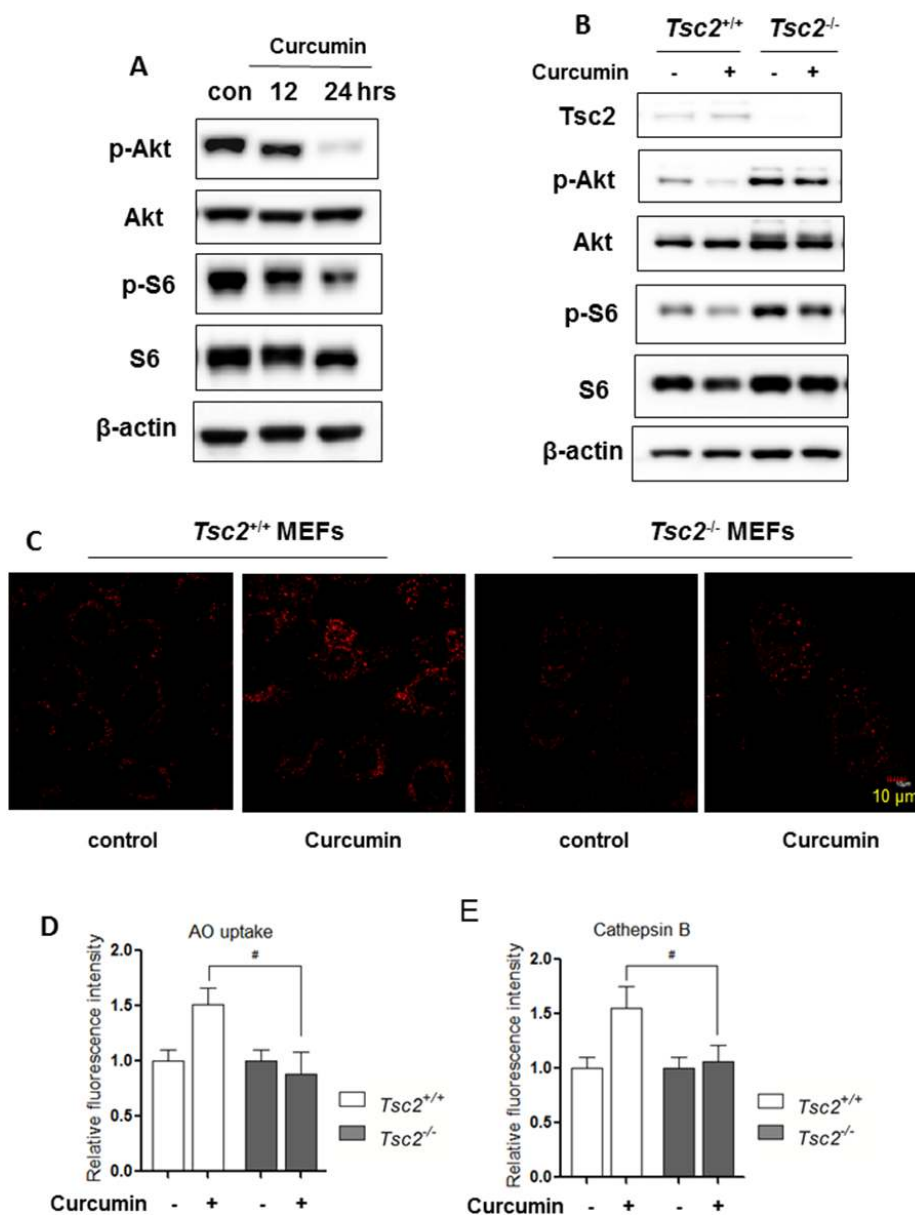 A
Curcumin
con 12 24 hrs
p-Akt
Akt
p-S6
S6
β-actin
B
Tsc2+/+ Tsc2-/-
Curcumin - + - +
Tsc2
p-Akt
Akt
p-S6
S6
β-actin
C
Tsc2+/+ MEFs Tsc2-/- MEFs
10 µm
control Curcumin control Curcumin
D
AO uptake
Relative fluorescence intensity
2.0
1.5
1.0
0.5
0.0
#
Tsc2+/+
Tsc2-/-
Curcumin - + - +
E
Cathepsin B
Relative fluorescence intensity
2.0
1.5
1.0
0.5
0.0
#
Tsc2+/+
Tsc2-/-
Curcumin - + - +